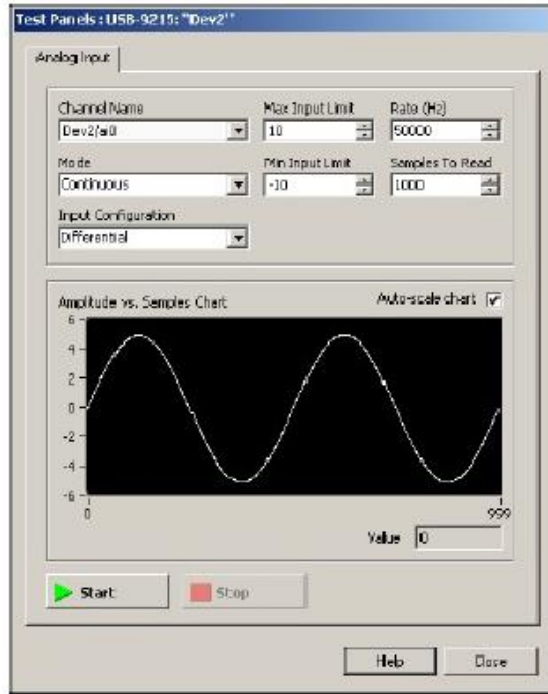 Test Panels : USB-9215: "Dev2"
Analog Input
Channel Name
Max Input Limit
Rate (Hz)
Dev2/ai0
10
50000
Mode
Min Input Limit
Samples To Read
Continuous
-10
1000
Input Configuration
Differential
Amplitude vs. Samples Chart
Auto-scale chart
6
4
2
0
-2
-4
-6
0
999
Value
0
Start
Stop
Help
Close